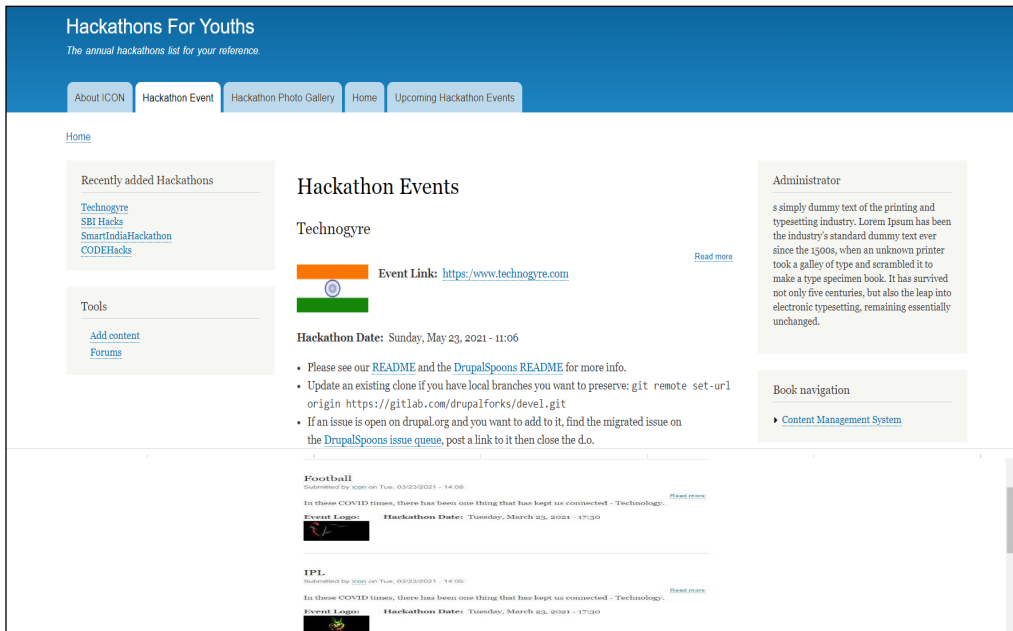 Hackathons For Youths
The annual hackathons list for your reference.
About ICON
Hackathon Event
Hackathon Photo Gallery
Home
Upcoming Hackathon Events
Home
Recently added Hackathons
Technogyre
SBI Hacks
SmartIndiaHackathon
CODEHacks
Tools
Add content
Forums
Hackathon Events
Technogyre
Read more
Event Link: https:/www.technogyre.com
Hackathon Date: Sunday, May 23, 2021 - 11:06
• Please see our README and the DrupalSpoons README for more info.
• Update an existing clone if you have local branches you want to preserve: git remote set-url
origin https://gitlab.com/drupalforks/devel.git
• If an issue is open on drupal.org and you want to add to it, find the migrated issue on
the DrupalSpoons issue queue, post a link to it then close the d.o.
Administrator
s simply dummy text of the printing and
typesetting industry. Lorem Ipsum has been
the industry's standard dummy text ever
since the 1500s, when an unknown printer
took a galley of type and scrambled it to
make a type specimen book. It has survived
not only five centuries, but also the leap into
electronic typesetting, remaining essentially
unchanged.
Book navigation
Content Management System
Football
Submitted by icon on Tue, 03/23/2021 - 14:08
Read more
In these COVID times, there has been one thing that has kept us connected - Technology.
Event Logo: Hackathon Date: Tuesday, March 23, 2021 - 17:30
IPL
Submitted by icon on Tue, 03/23/2021 - 14:05
Read more
In these COVID times, there has been one thing that has kept us connected - Technology.
Event Logo: Hackathon Date: Tuesday, March 23, 2021 - 17:30